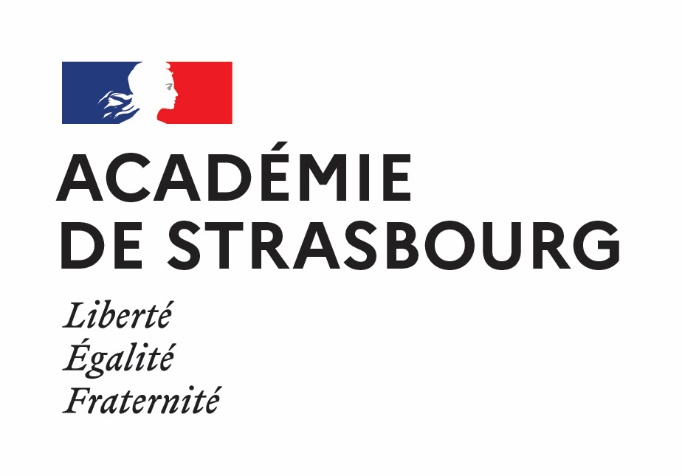 ACADÉMIE
DE STRASBOURG
Liberté
Égalité
Fraternité